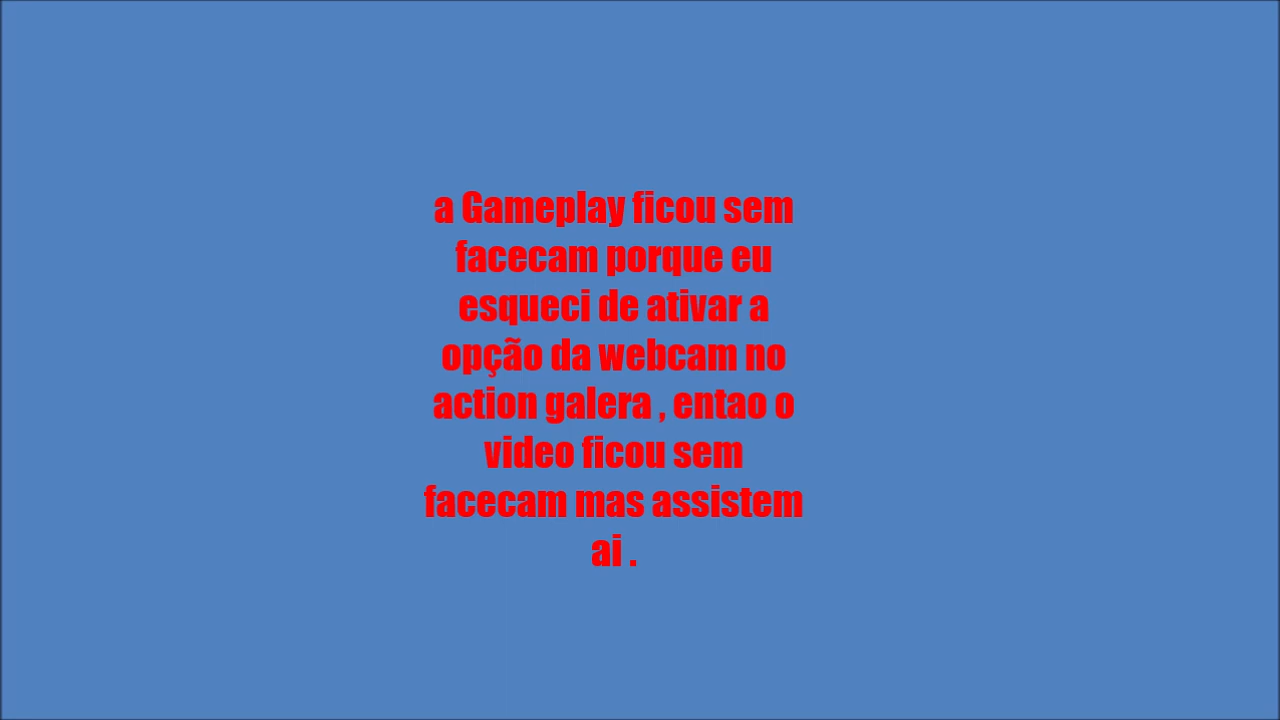 a Gameplay ficou sem
facecam porque eu
esqueci de ativar a
opção da webcam no
action galera , entao o
video ficou sem
facecam mas assistem
ai .